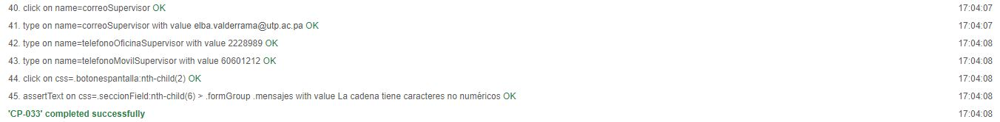 40. click on name=correoSupervisor OK 17:04:07
41. type on name=correoSupervisor with value elba.valderrama@utp.ac.pa OK 17:04:07
42. type on name=telefonoOficinaSupervisor with value 2228989 OK 17:04:08
43. type on name=telefonoMovilSupervisor with value 60601212 OK 17:04:08
44. click on css=.botonespantalla:nth-child(2) OK 17:04:08
45. assertText on css=.seccionField:nth-child(6) > .formGroup .mensajes with value La cadena tiene caracteres no numéricos OK 17:04:08
'CP-033' completed successfully 17:04:08